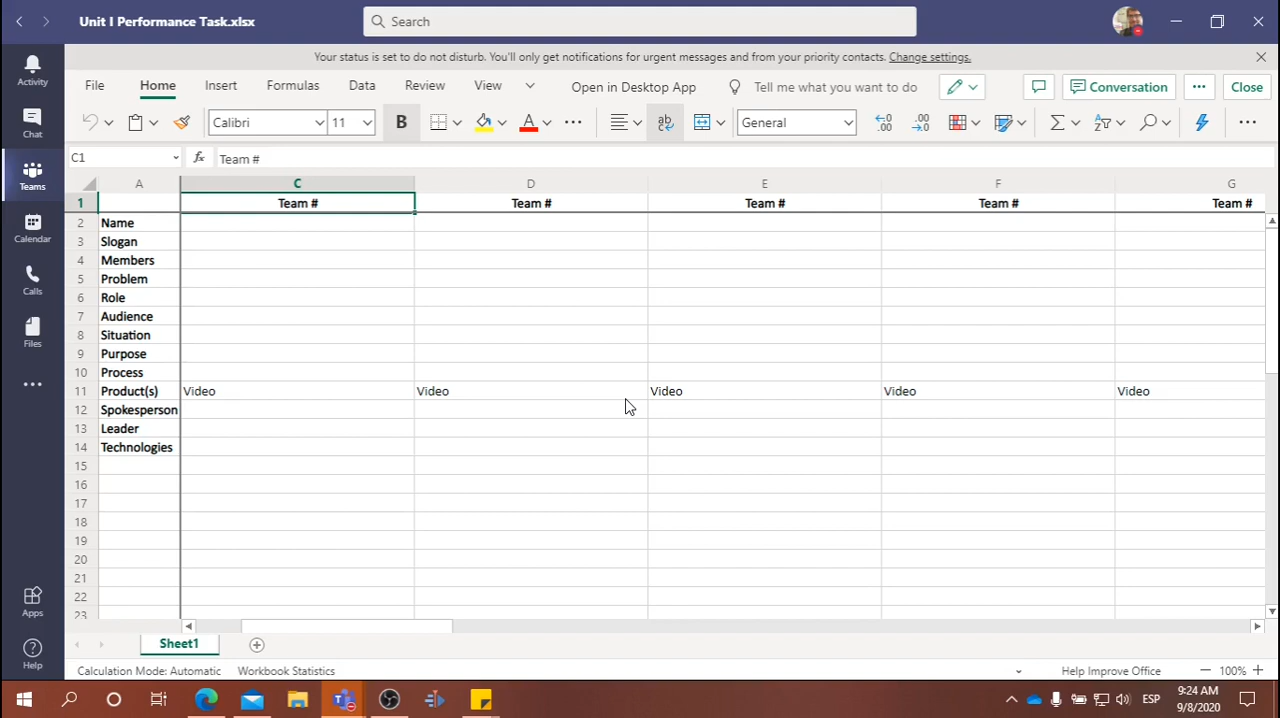 Unit I Performance Task.xlsx
Search
Your status is set to do not disturb. You'll only get notifications for urgent messages and from your priority contacts. Change settings.
Activity
Chat
Teams
Calendar
Calls
Files
Apps
Help
File Home Insert Formulas Data Review View Open in Desktop App Tell me what you want to do Conversation Close
Calibri 11 B A General
C1 fx Team #
A C D E F G
1 Team # Team # Team # Team # Team #
2 Name
3 Slogan
4 Members
5 Problem
6 Role
7 Audience
8 Situation
9 Purpose
10 Process
11 Product(s) Video Video Video Video Video
12 Spokesperson
13 Leader
14 Technologies
15
16
17
18
19
20
21
22
23
Sheet1
Calculation Mode: Automatic Workbook Statistics Help Improve Office 100%
ESP
9:24 AM
9/8/2020